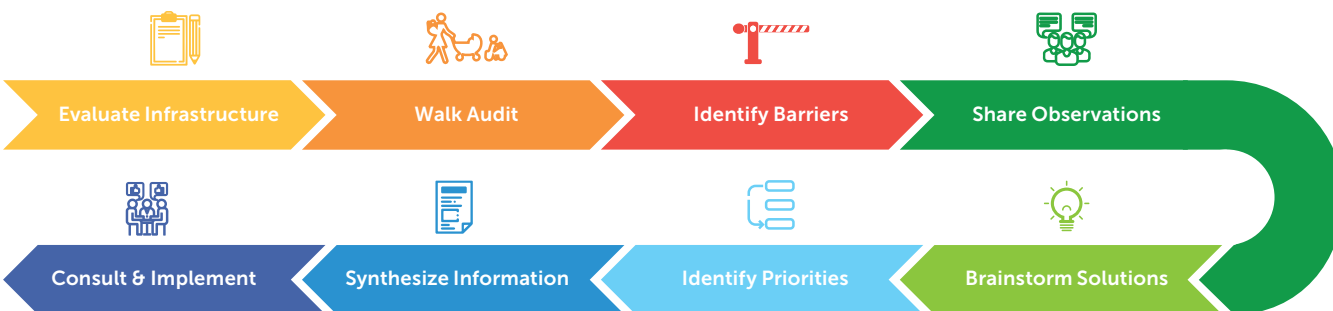 Evaluate Infrastructure
Walk Audit
Identify Barriers
Share Observations
Brainstorm Solutions
Identify Priorities
Synthesize Information
Consult & Implement